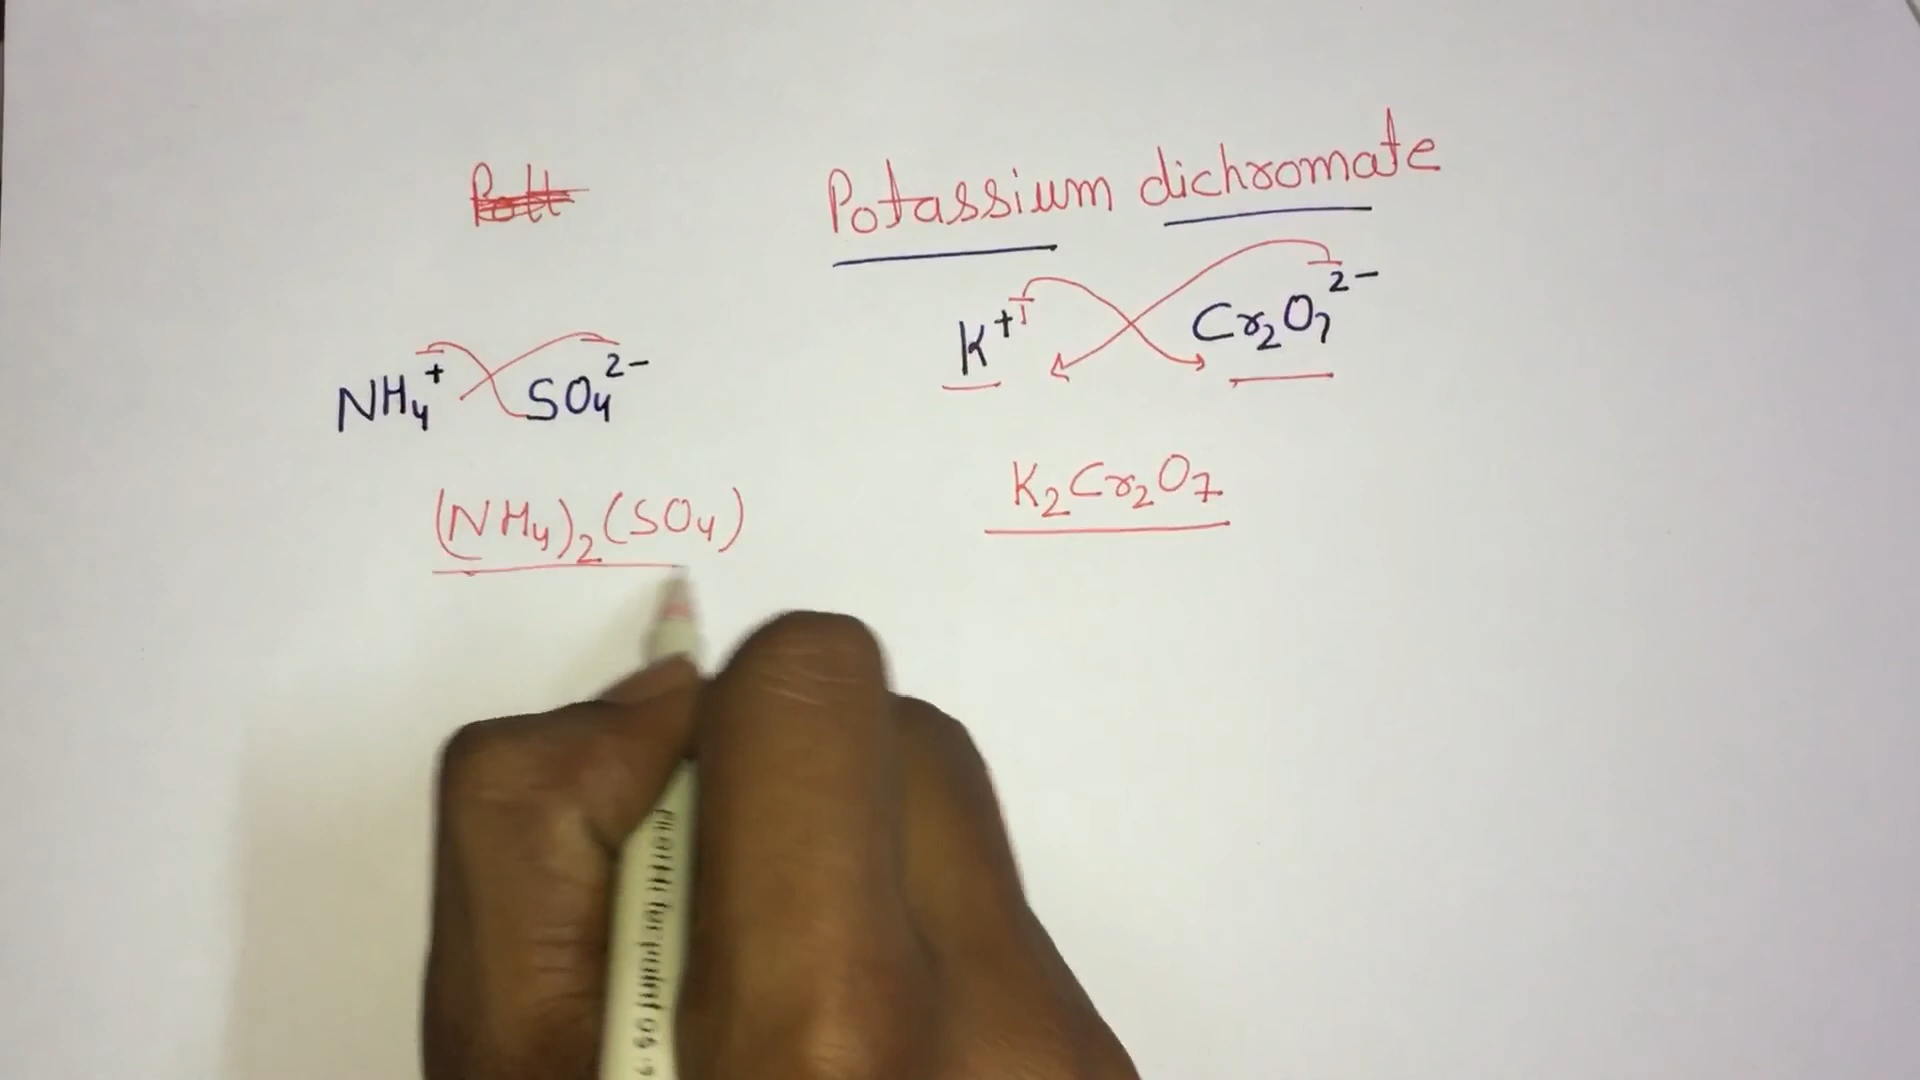 Potassium dichromate
K⁺¹ Cr₂O₇²⁻
NH₄⁺ SO₄²⁻
K₂Cr₂O₇
(NH₄)₂(SO₄)